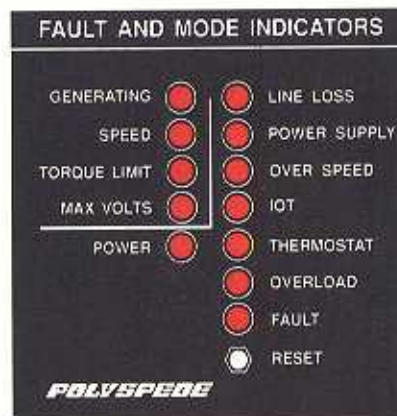 FAULT AND MODE INDICATORS
GENERATING
SPEED
TORQUE LIMIT
MAX VOLTS
POWER
LINE LOSS
POWER SUPPLY
OVER SPEED
IOT
THERMOSTAT
OVERLOAD
FAULT
RESET
POLYSPEDE